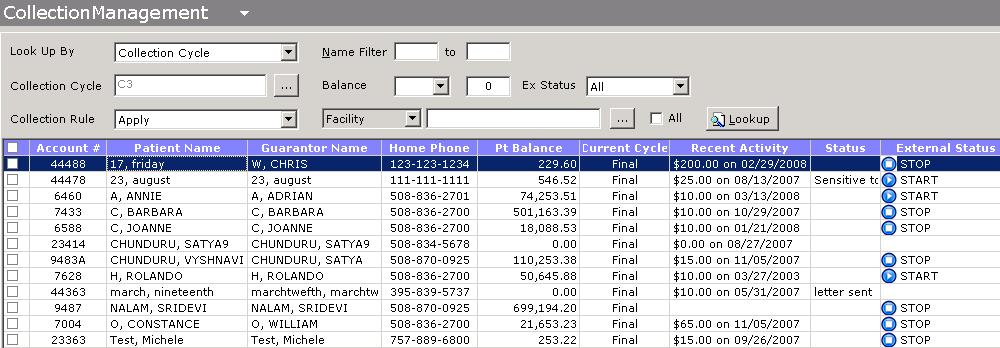 CollectionManagement
Look Up By Collection Cycle Name Filter to
Collection Cycle C3 ... Balance 0 Ex Status All
Collection Rule Apply Facility ... All Lookup
Account # Patient Name Guarantor Name Home Phone Pt Balance Current Cycle Recent Activity Status External Status
44488 17, friday W, CHRIS 123-123-1234 229.60 Final $200.00 on 02/29/2008 STOP
44478 23, august 23, august 111-111-1111 546.52 Final $25.00 on 08/13/2007 Sensitive to START
6460 A, ANNIE A, ADRIAN 508-836-2701 74,253.51 Final $10.00 on 03/13/2008 START
7433 C, BARBARA C, BARBARA 508-836-2700 501,163.39 Final $10.00 on 10/29/2007 STOP
6588 C, JOANNE C, JOANNE 508-836-2700 18,088.53 Final $10.00 on 01/21/2008 STOP
23414 CHUNDURU, SATYA9 CHUNDURU, SATYA9 508-834-5678 0.00 Final $0.00 on 08/27/2007
9483A CHUNDURU, VYSHNAVI CHUNDURU, SATYA 508-870-0925 110,253.38 Final $15.00 on 11/05/2007 STOP
7628 H, ROLANDO H, ROLANDO 508-836-2700 50,645.88 Final $10.00 on 03/27/2003 START
44363 march, nineteenth marchtwefth, marchtw 395-839-5737 0.00 Final $10.00 on 05/31/2007 letter sent
9487 NALAM, SRIDEVI NALAM, SRIDEVI 508-870-0925 699,194.20 Final STOP
7004 O, CONSTANCE O, WILLIAM 508-836-2700 21,653.23 Final $65.00 on 11/05/2007 STOP
23363 Test, Michele Test, Michele 757-889-6800 253.22 Final $15.00 on 09/26/2007 STOP